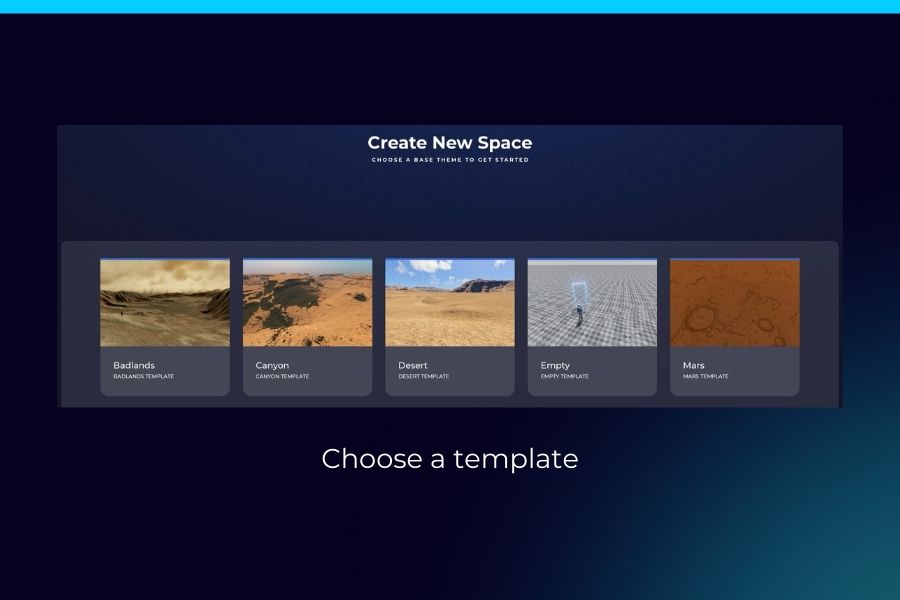 Create New Space
CHOOSE A BASE THEME TO GET STARTED
Badlands
BADLANDS TEMPLATE
Canyon
CANYON TEMPLATE
Desert
DESERT TEMPLATE
Empty
EMPTY TEMPLATE
Mars
MARS TEMPLATE
Choose a template